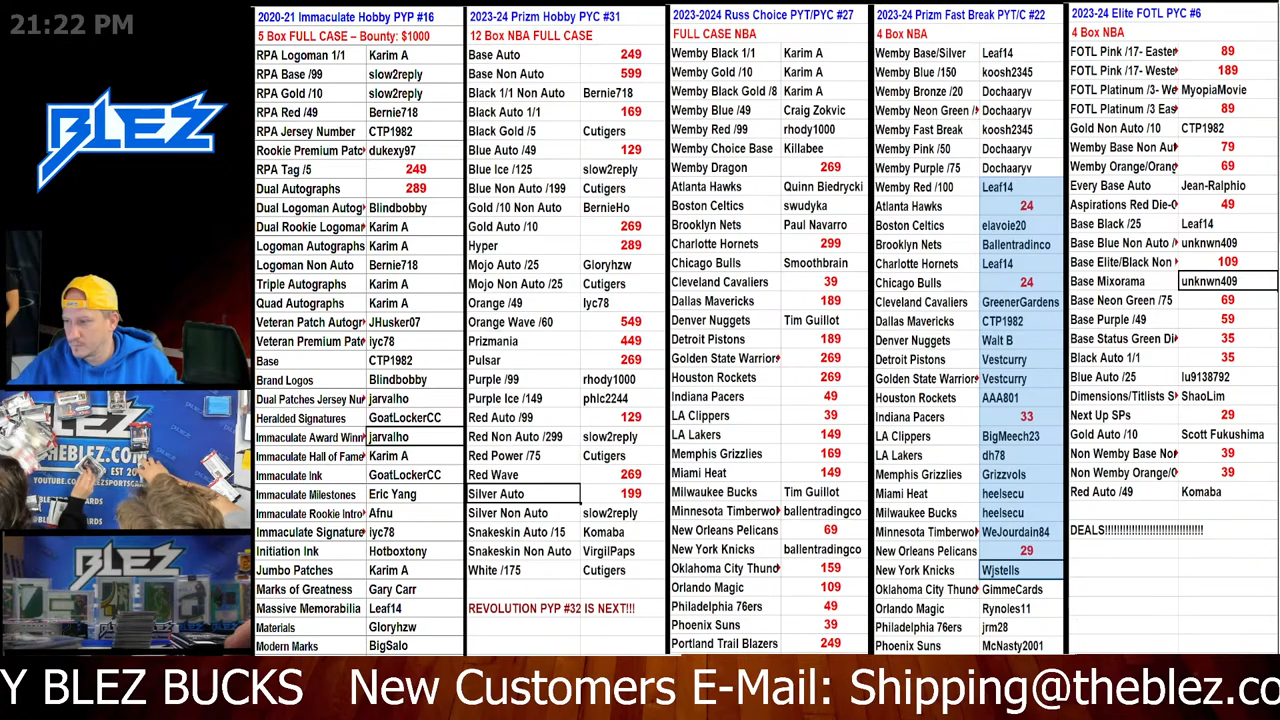 21:22 PM
BLEZ
THEBLEZ.COM
EST 20
BLEZ
2020-21 Immaculate Hobby PYP #16
5 Box FULL CASE – Bounty: $1000
RPA Logoman 1/1 Karim A
RPA Base /99 slow2reply
RPA Gold /10 slow2reply
RPA Red /49 Bernie718
RPA Jersey Number CTP1982
Rookie Premium Patc dukexy97
RPA Tag /5 249
Dual Autographs 289
Dual Logoman Autog Blindbobby
Dual Rookie Logoma Karim A
Logoman Autographs Karim A
Logoman Non Auto Bernie718
Triple Autographs Karim A
Quad Autographs Karim A
Veteran Patch Autogr JHusker07
Veteran Premium Pat iyc78
Base CTP1982
Brand Logos Blindbobby
Dual Patches Jersey Nu jarvalho
Heralded Signatures GoatLockerCC
Immaculate Award Winn jarvalho
Immaculate Hall of Fame Karim A
Immaculate Ink GoatLockerCC
Immaculate Milestones Eric Yang
Immaculate Rookie Intro Afnu
Immaculate Signature iyc78
Initiation Ink Hotboxtony
Jumbo Patches Karim A
Marks of Greatness Gary Carr
Massive Memorabilia Leaf14
Materials Gloryhzw
Modern Marks BigSalo
2023-24 Prizm Hobby PYC #31
12 Box NBA FULL CASE
Base Auto 249
Base Non Auto 599
Black 1/1 Non Auto Bernie718
Black Auto 1/1 169
Black Gold /5 Cutigers
Blue Auto /49 129
Blue Ice /125 slow2reply
Blue Non Auto /199 Cutigers
Gold /10 Non Auto BernieHo
Gold Auto /10 269
Hyper 289
Mojo Auto /25 Gloryhzw
Mojo Non Auto /25 Cutigers
Orange /49 lyc78
Orange Wave /60 549
Prizmania 449
Pulsar 269
Purple /99 rhody1000
Purple Ice /149 phlc2244
Red Auto /99 129
Red Non Auto /299 slow2reply
Red Power /75 Cutigers
Red Wave 269
Silver Auto 199
Silver Non Auto slow2reply
Snakeskin Auto /15 Komaba
Snakeskin Non Auto VirgilPaps
White /175 Cutigers
REVOLUTION PYP #32 IS NEXT!!!
2023-2024 Russ Choice PYT/PYC #27
FULL CASE NBA
Wemby Black 1/1 Karim A
Wemby Gold /10 Karim A
Wemby Black Gold /8 Karim A
Wemby Blue /49 Craig Zokvic
Wemby Red /99 rhody1000
Wemby Choice Base Killabee
Wemby Dragon 269
Atlanta Hawks Quinn Biedrycki
Boston Celtics swudyka
Brooklyn Nets Paul Navarro
Charlotte Hornets 299
Chicago Bulls Smoothbrain
Cleveland Cavaliers 39
Dallas Mavericks 189
Denver Nuggets Tim Guillot
Detroit Pistons 189
Golden State Warrior 269
Houston Rockets 269
Indiana Pacers 49
LA Clippers 39
LA Lakers 149
Memphis Grizzlies 169
Miami Heat 149
Milwaukee Bucks Tim Guillot
Minnesota Timberwo ballentradingco
New Orleans Pelicans 69
New York Knicks ballentradingco
Oklahoma City Thund 159
Orlando Magic 109
Philadelphia 76ers 49
Phoenix Suns 39
Portland Trail Blazers 249
2023-24 Prizm Fast Break PYT/C #22
4 Box NBA
Wemby Base/Silver Leaf14
Wemby Blue /150 koosh2345
Wemby Bronze /20 Dochaaryv
Wemby Neon Green / Dochaaryv
Wemby Fast Break koosh2345
Wemby Pink /50 Dochaaryv
Wemby Purple /75 Dochaaryv
Wemby Red /100 Leaf14
Atlanta Hawks 24
Boston Celtics elavoie20
Brooklyn Nets Ballentradinco
Charlotte Hornets Leaf14
Chicago Bulls 24
Cleveland Cavaliers GreenerGardens
Dallas Mavericks CTP1982
Denver Nuggets Walt B
Detroit Pistons Vestcurry
Golden State Warrior Vestcurry
Houston Rockets AAA801
Indiana Pacers 33
LA Clippers BigMeech23
LA Lakers dh78
Memphis Grizzlies Grizzvols
Miami Heat heelsecu
Milwaukee Bucks heelsecu
Minnesota Timberwo WeJourdain84
New Orleans Pelicans 29
New York Knicks Wjstells
Oklahoma City Thund GimmeCards
Orlando Magic Rynoles11
Philadelphia 76ers jrm28
Phoenix Suns McNasty2001
2023-24 Elite FOTL PYC #6
4 Box NBA
FOTL Pink /17- Easter 89
FOTL Pink /17- Weste 189
FOTL Platinum /3- We MyopiaMovie
FOTL Platinum /3 Eas 89
Gold Non Auto /10 CTP1982
Wemby Base Non Au 79
Wemby Orange/Orang 69
Every Base Auto Jean-Ralphio
Aspirations Red Die-C 49
Base Black /25 Leaf14
Base Blue Non Auto / unknwn409
Base Elite/Black Non 109
Base Mixorama unknwn409
Base Neon Green /75 69
Base Purple /49 59
Base Status Green Di 35
Black Auto 1/1 35
Blue Auto /25 lu9138792
Dimensions/Titlists S ShaoLim
Next Up SPs 29
Gold Auto /10 Scott Fukushima
Non Wemby Base Nor 39
Non Wemby Orange/O 39
Red Auto /49 Komaba
DEALS!!!!!!!!!!!!!!!!!!!!!!!!!!!!!!!!!!
Y BLEZ BUCKS New Customers E-Mail: Shipping@theblez.co